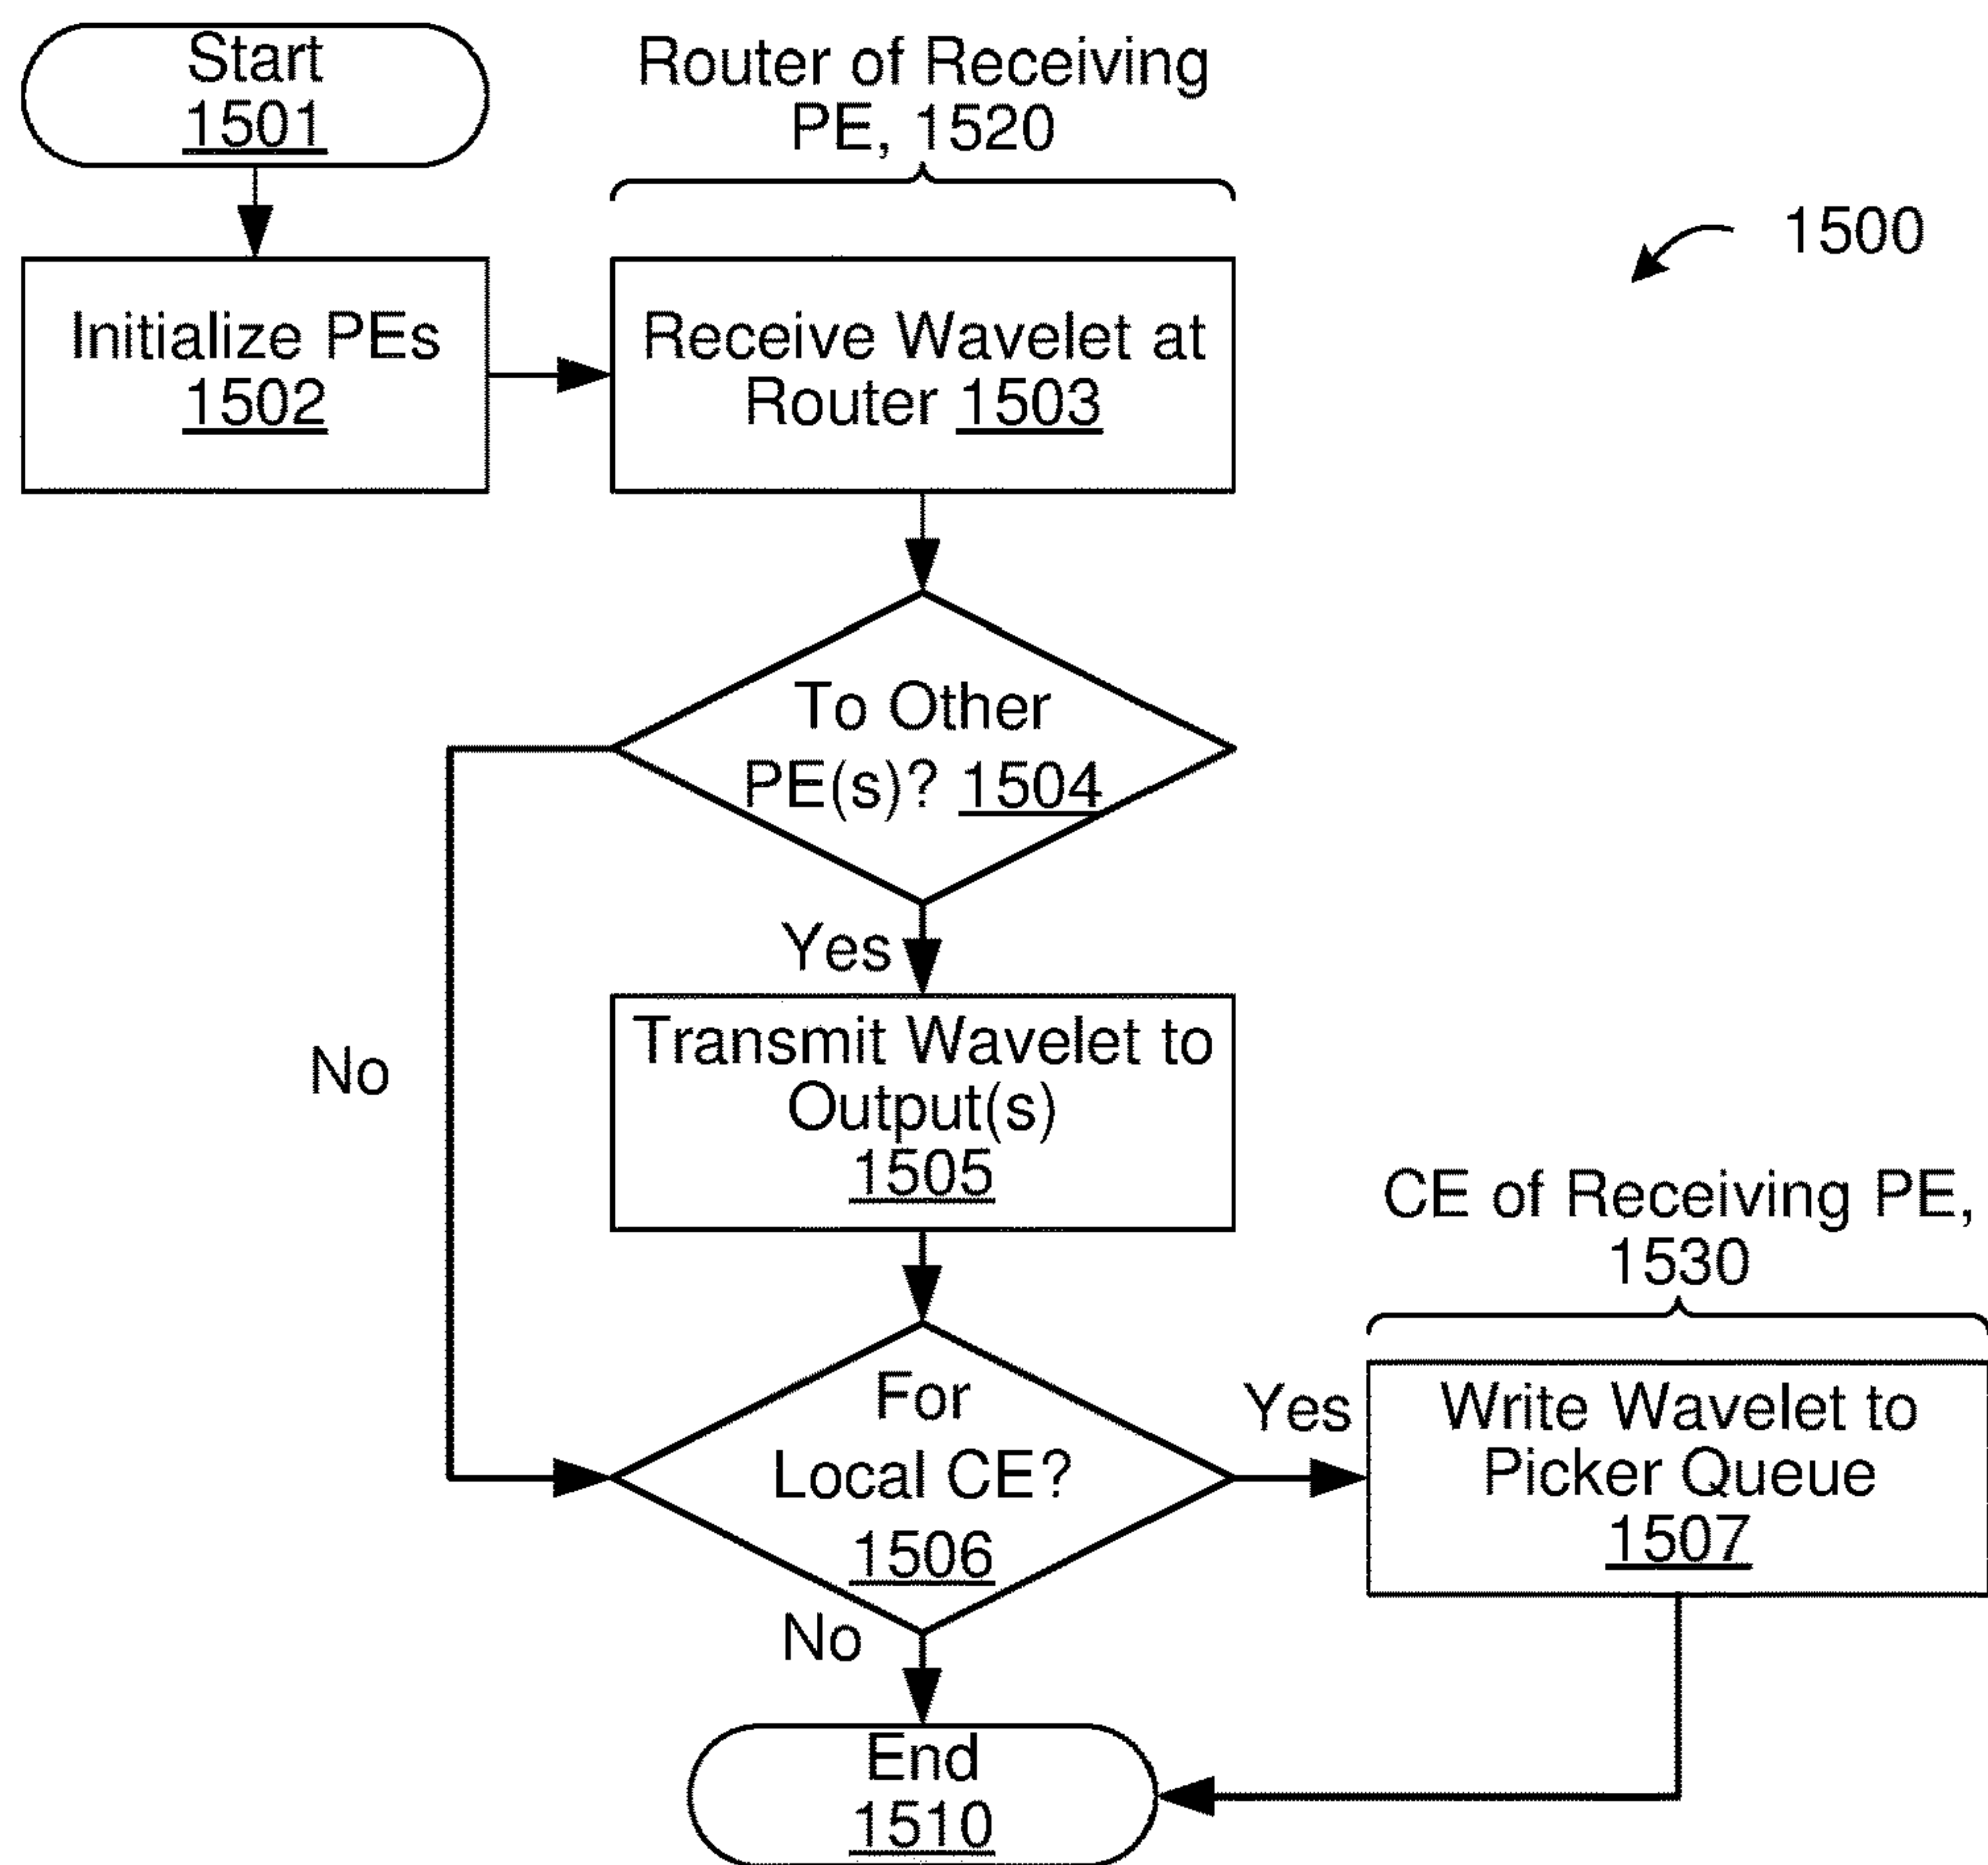 Start
1501
Router of Receiving
PE, 1520
1500
Initialize PEs
1502
Receive Wavelet at
Router 1503
To Other
PE(s)? 1504
Yes
No
Transmit Wavelet to
Output(s)
1505
CE of Receiving PE,
1530
For
Local CE?
1506
Yes
Write Wavelet to
Picker Queue
1507
No
End
1510